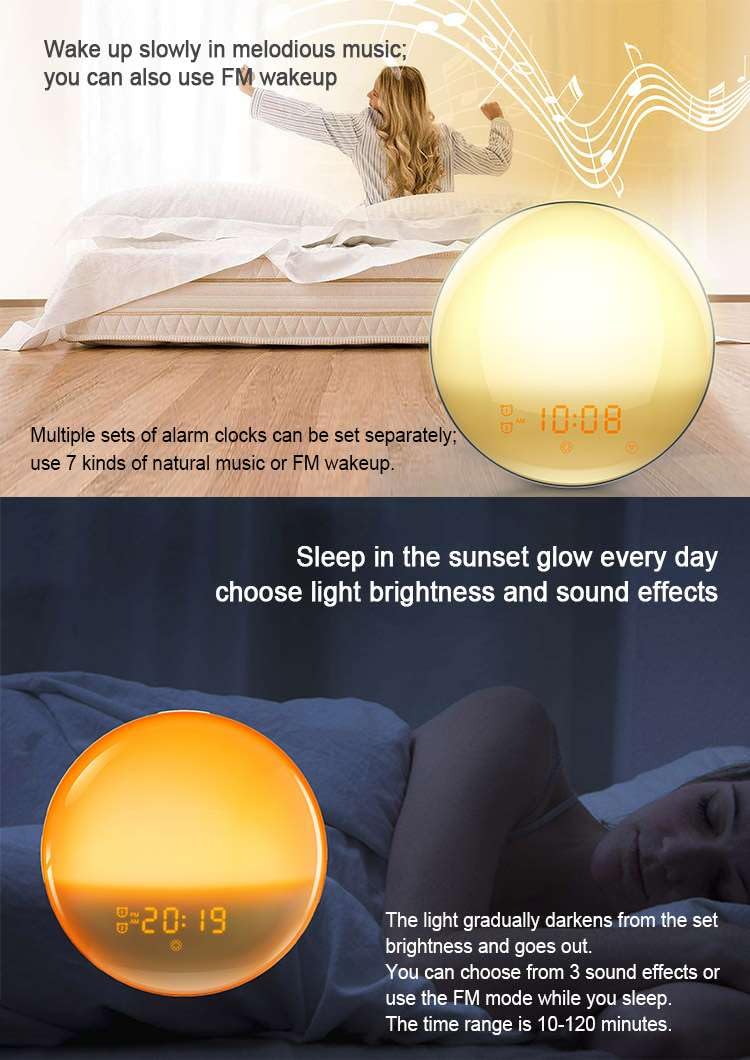 Wake up slowly in melodious music;
you can also use FM wakeup
AM 10:08
Multiple sets of alarm clocks can be set separately;
use 7 kinds of natural music or FM wakeup.
Sleep in the sunset glow every day
choose light brightness and sound effects
PM
AM 20:19
The light gradually darkens from the set
brightness and goes out.
You can choose from 3 sound effects or
use the FM mode while you sleep.
The time range is 10-120 minutes.